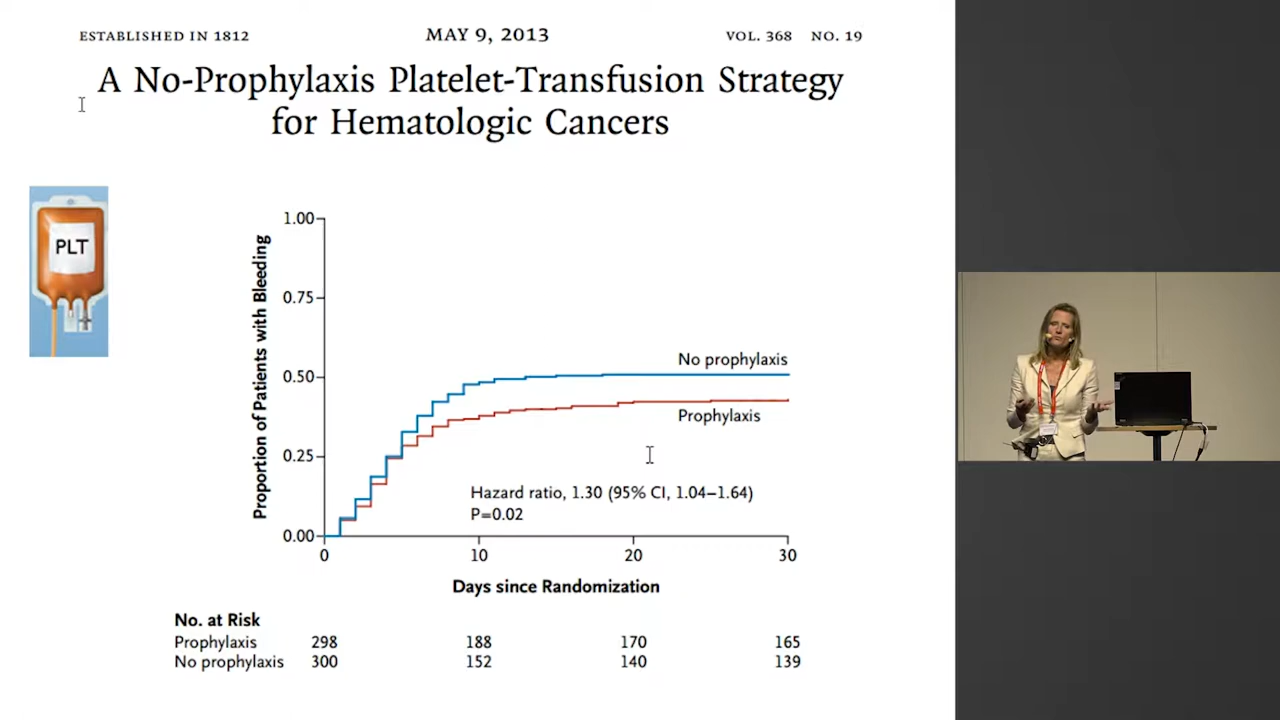 ESTABLISHED IN 1812 MAY 9, 2013 VOL. 368 NO. 19
A No-Prophylaxis Platelet-Transfusion Strategy
for Hematologic Cancers
PLT
1.00
0.75
0.50
0.25
0.00
Proportion of Patients with Bleeding
No prophylaxis
Prophylaxis
Hazard ratio, 1.30 (95% CI, 1.04–1.64)
P=0.02
0 10 20 30
Days since Randomization
No. at Risk
Prophylaxis 298 188 170 165
No prophylaxis 300 152 140 139